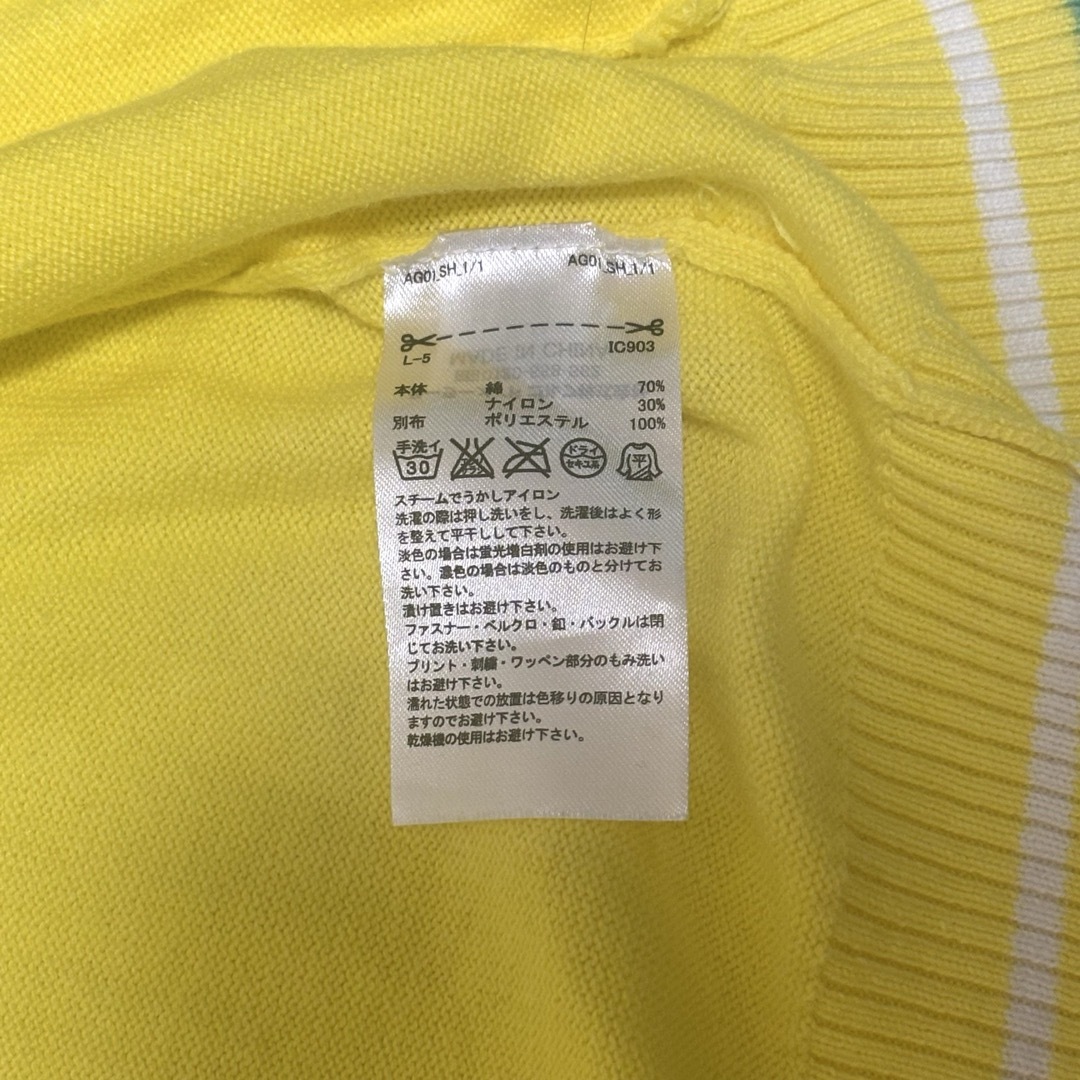 AG01_SH_1/1 AG01_SH_1/1
L-5 IC903
MADE IN CHINA
本体 綿 70%
ナイロン 30%
別布 ポリエステル 100%
手洗イ
30
ドライ
セキユ系
平
スチームでうかしアイロン
洗濯の際は押し洗いをし、洗濯後はよく形
を整えて平干しして下さい。
淡色の場合は蛍光増白剤の使用はお避け下
さい。濃色の場合は淡色のものと分けてお
洗い下さい。
漬け置きはお避け下さい。
ファスナー・ベルクロ・釦・バックルは閉
じてお洗い下さい。
プリント・刺繍・ワッペン部分のもみ洗い
はお避け下さい。
濡れた状態での放置は色移りの原因となり
ますのでお避け下さい。
乾燥機の使用はお避け下さい。